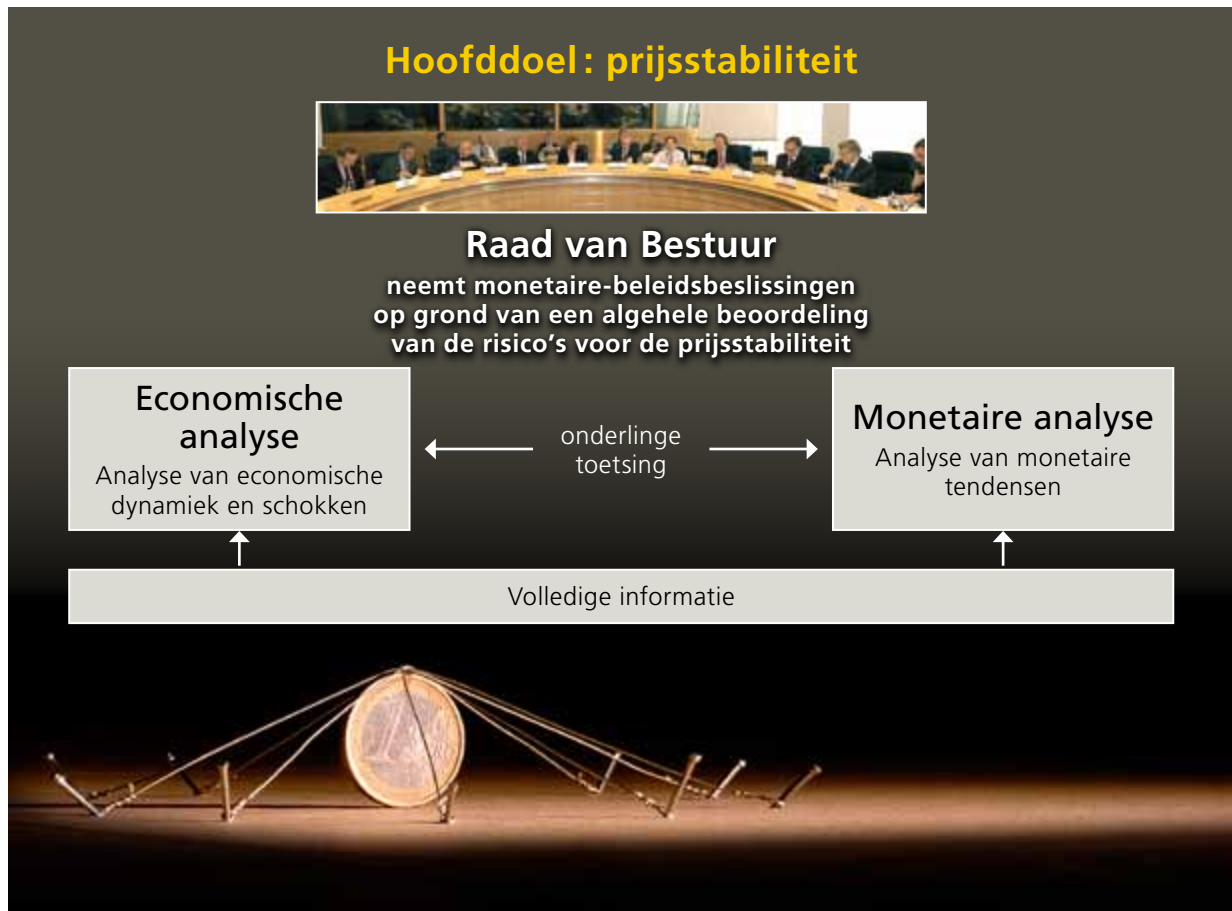 Hoofddoel: prijsstabiliteit
Raad van Bestuur
neemt monetaire-beleidsbeslissingen
op grond van een algehele beoordeling
van de risico's voor de prijsstabiliteit
Economische
analyse
Analyse van economische
dynamiek en schokken
onderlinge
toetsing
Monetaire analyse
Analyse van monetaire
tendensen
Volledige informatie